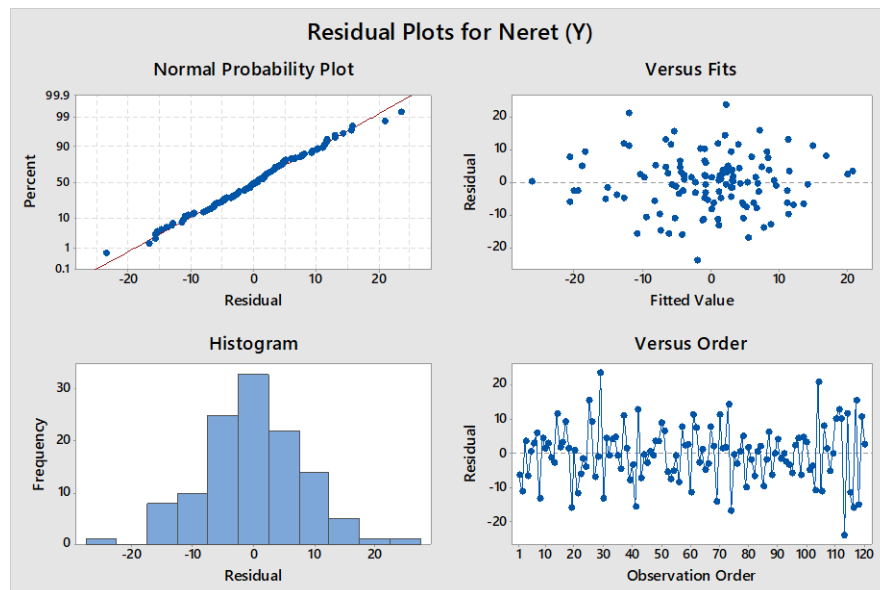 Residual Plots for Neret (Y)
Normal Probability Plot
99.9
99
90
50
10
1
0.1
Percent
-20 -10 0 10 20
Residual
Versus Fits
20
10
0
-10
-20
Residual
-20 -10 0 10 20
Fitted Value
Histogram
30
20
10
0
Frequency
-20 -10 0 10 20
Residual
Versus Order
20
10
0
-10
-20
Residual
1 10 20 30 40 50 60 70 80 90 100 110 120
Observation Order